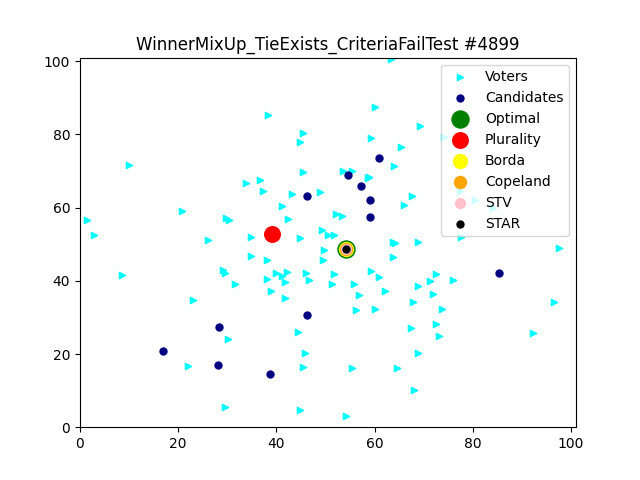 WinnerMixUp_TieExists_CriteriaFailTest #4899
100
80
60
40
20
0
0 20 40 60 80 100
Voters
Candidates
Optimal
Plurality
Borda
Copeland
STV
STAR